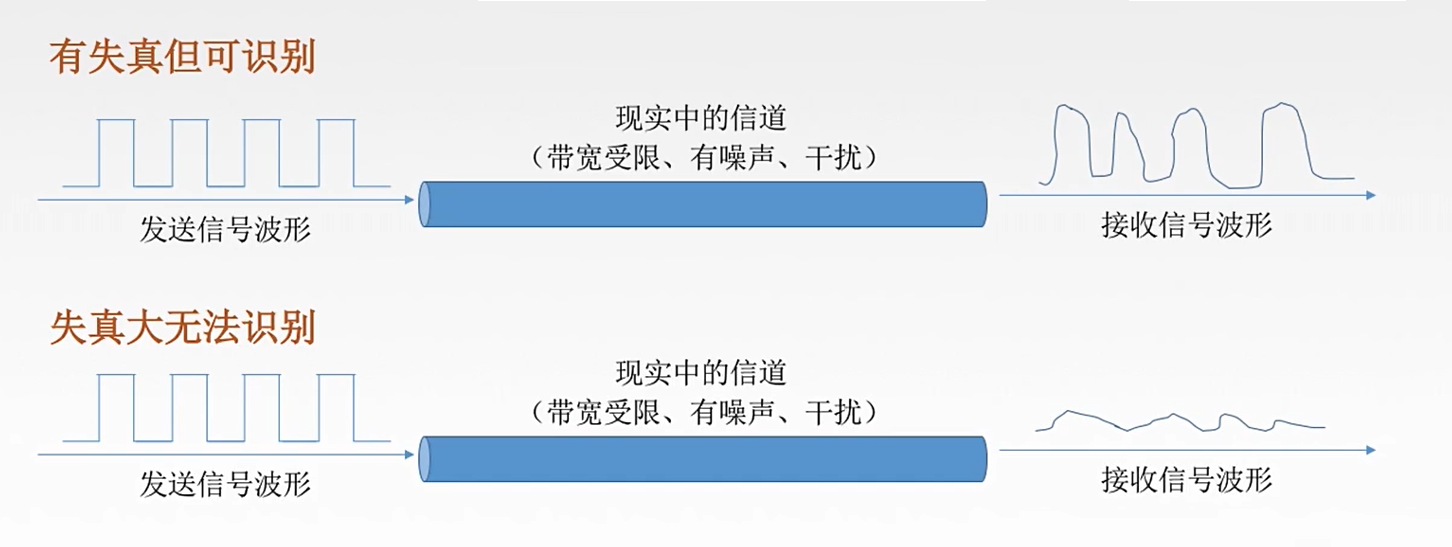 有失真但可识别
现实中的信道
（带宽受限、有噪声、干扰）
发送信号波形
接收信号波形
失真大无法识别
现实中的信道
（带宽受限、有噪声、干扰）
发送信号波形
接收信号波形